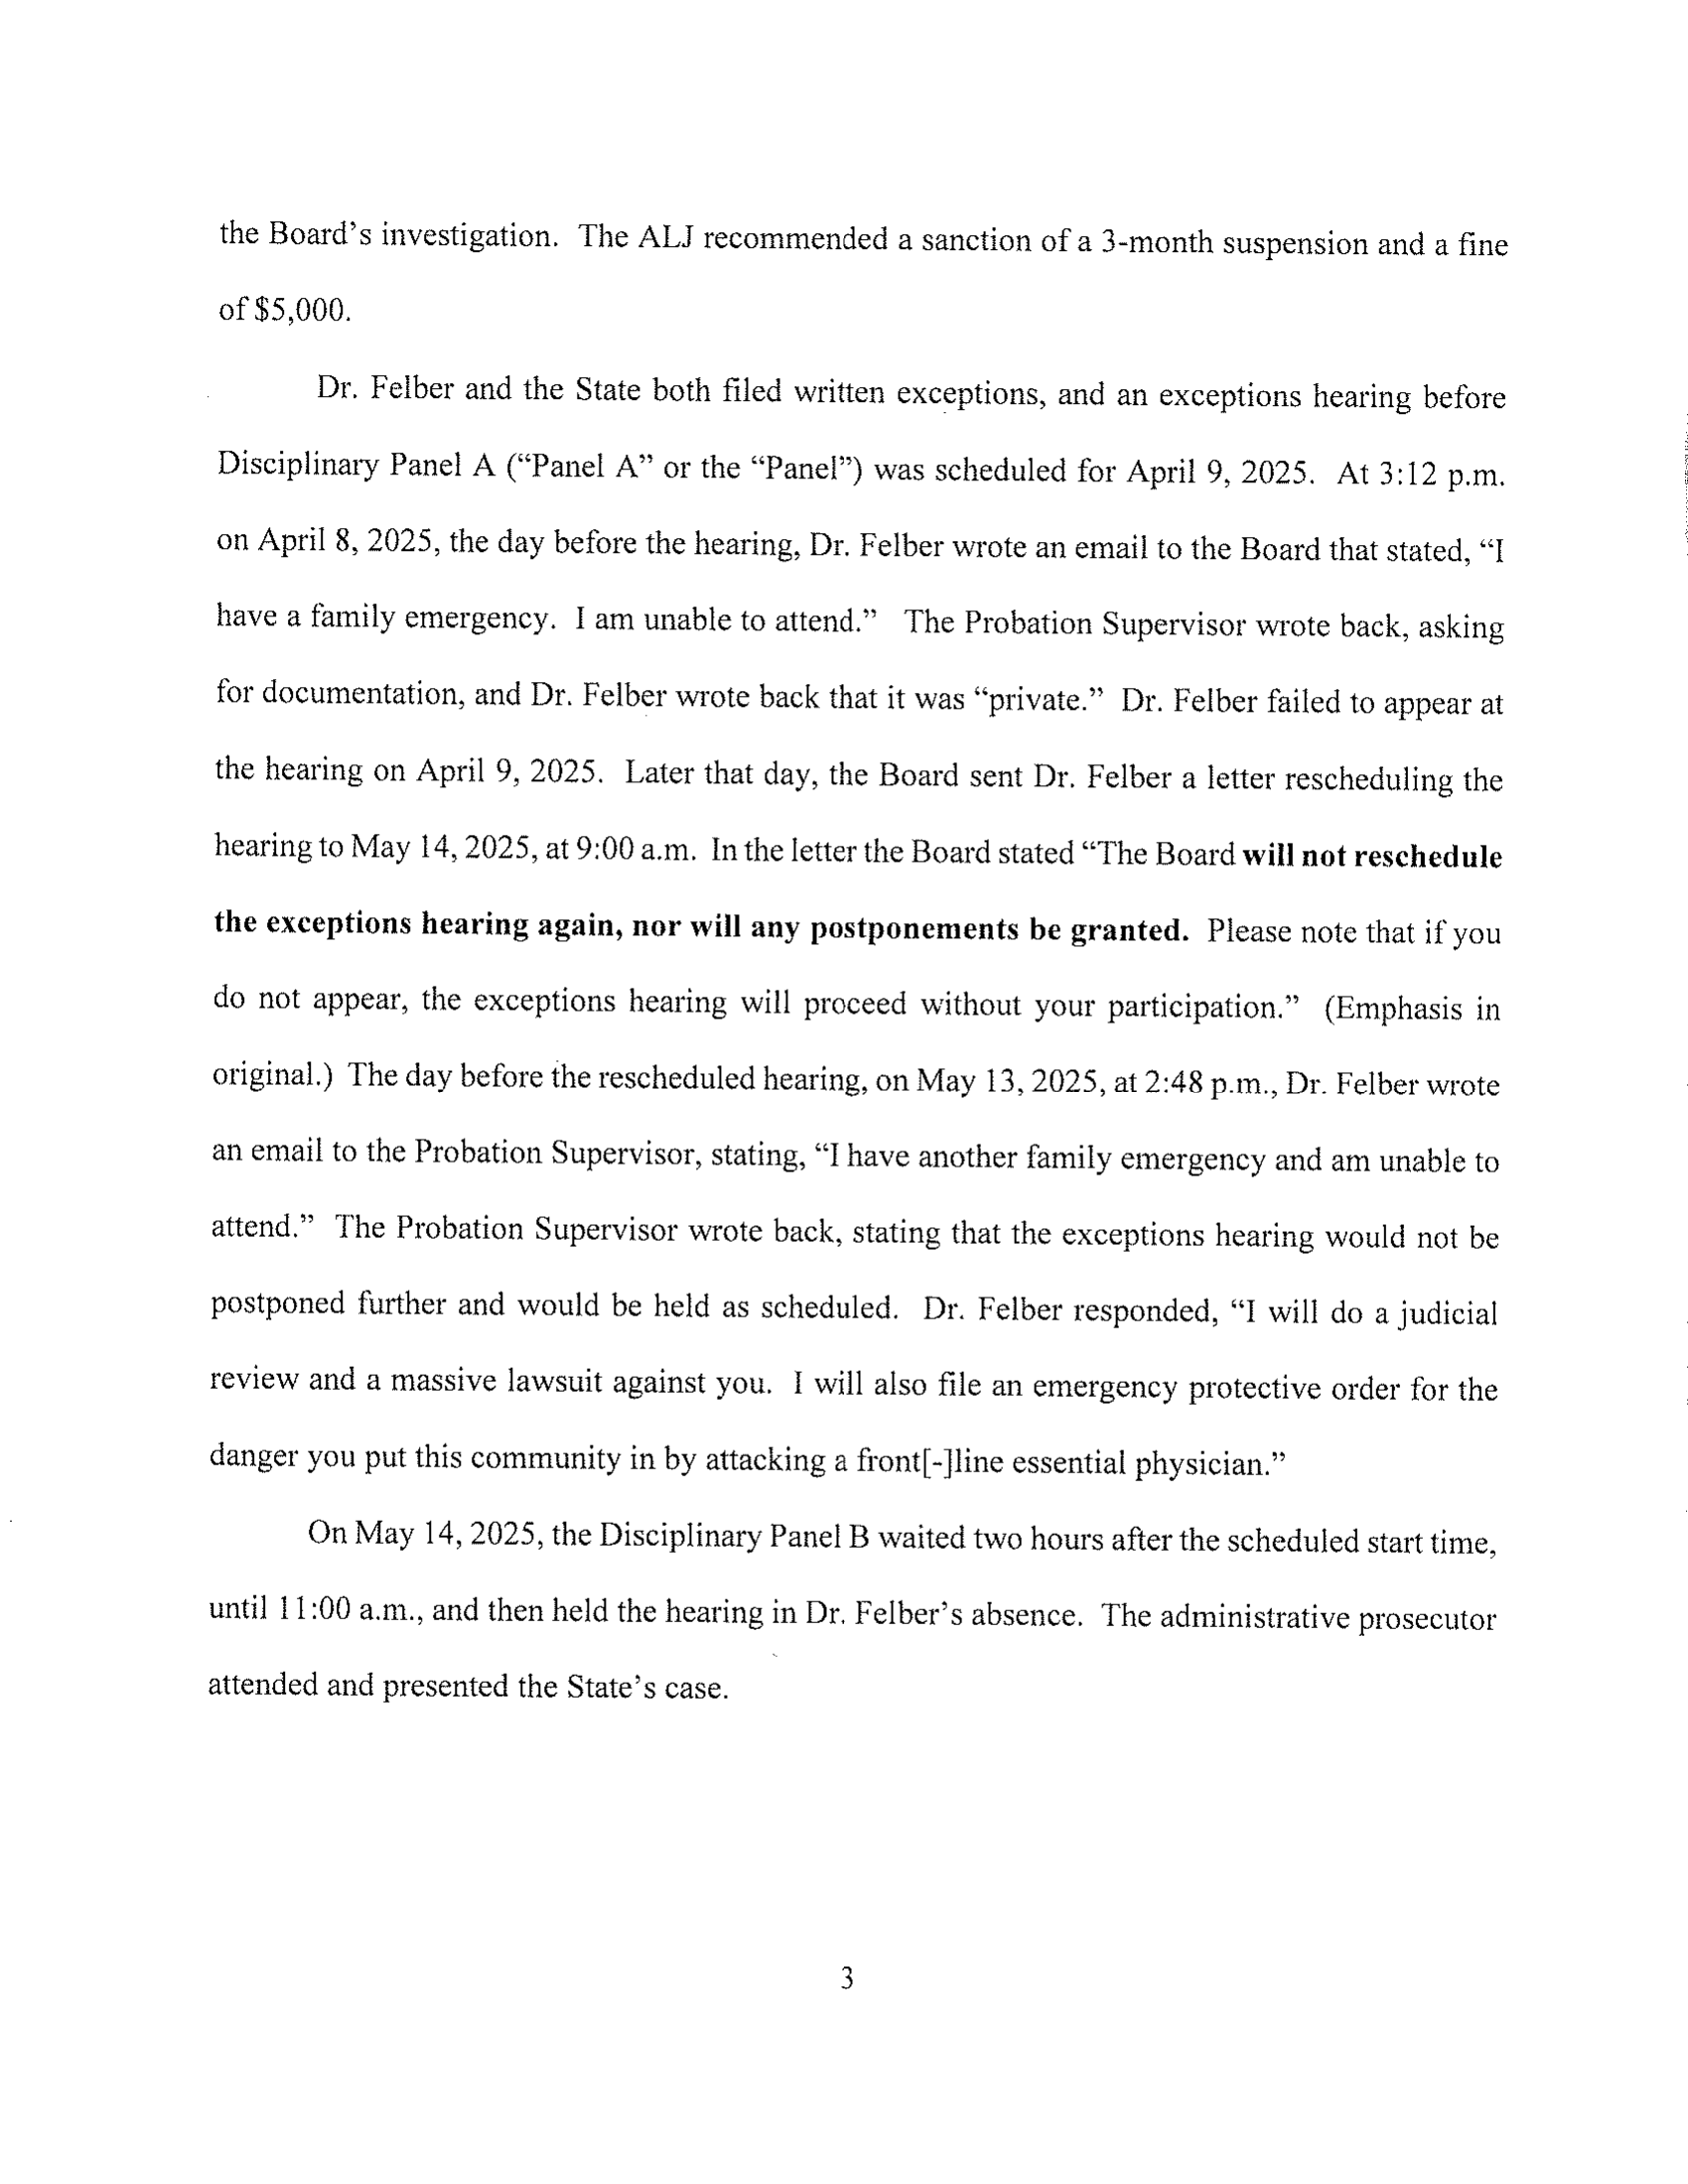 the Board’s investigation.  The ALJ recommended a sanction of a 3-month suspension and a fine
of $5,000.
Dr. Felber and the State both filed written exceptions, and an exceptions hearing before
Disciplinary Panel A (“Panel A” or the “Panel”) was scheduled for April 9, 2025.  At 3:12 p.m.
on April 8, 2025, the day before the hearing, Dr. Felber wrote an email to the Board that stated, “I
have a family emergency.  I am unable to attend.”  The Probation Supervisor wrote back, asking
for documentation, and Dr. Felber wrote back that it was “private.”  Dr. Felber failed to appear at
the hearing on April 9, 2025.  Later that day, the Board sent Dr. Felber a letter rescheduling the
hearing to May 14, 2025, at 9:00 a.m.  In the letter the Board stated “The Board will not reschedule
the exceptions hearing again, nor will any postponements be granted.  Please note that if you
do not appear, the exceptions hearing will proceed without your participation.”  (Emphasis in
original.)  The day before the rescheduled hearing, on May 13, 2025, at 2:48 p.m., Dr. Felber wrote
an email to the Probation Supervisor, stating, “I have another family emergency and am unable to
attend.”  The Probation Supervisor wrote back, stating that the exceptions hearing would not be
postponed further and would be held as scheduled.  Dr. Felber responded, “I will do a judicial
review and a massive lawsuit against you.  I will also file an emergency protective order for the
danger you put this community in by attacking a front[-]line essential physician.”
On May 14, 2025, the Disciplinary Panel B waited two hours after the scheduled start time,
until 11:00 a.m., and then held the hearing in Dr. Felber’s absence.  The administrative prosecutor
attended and presented the State’s case.
3